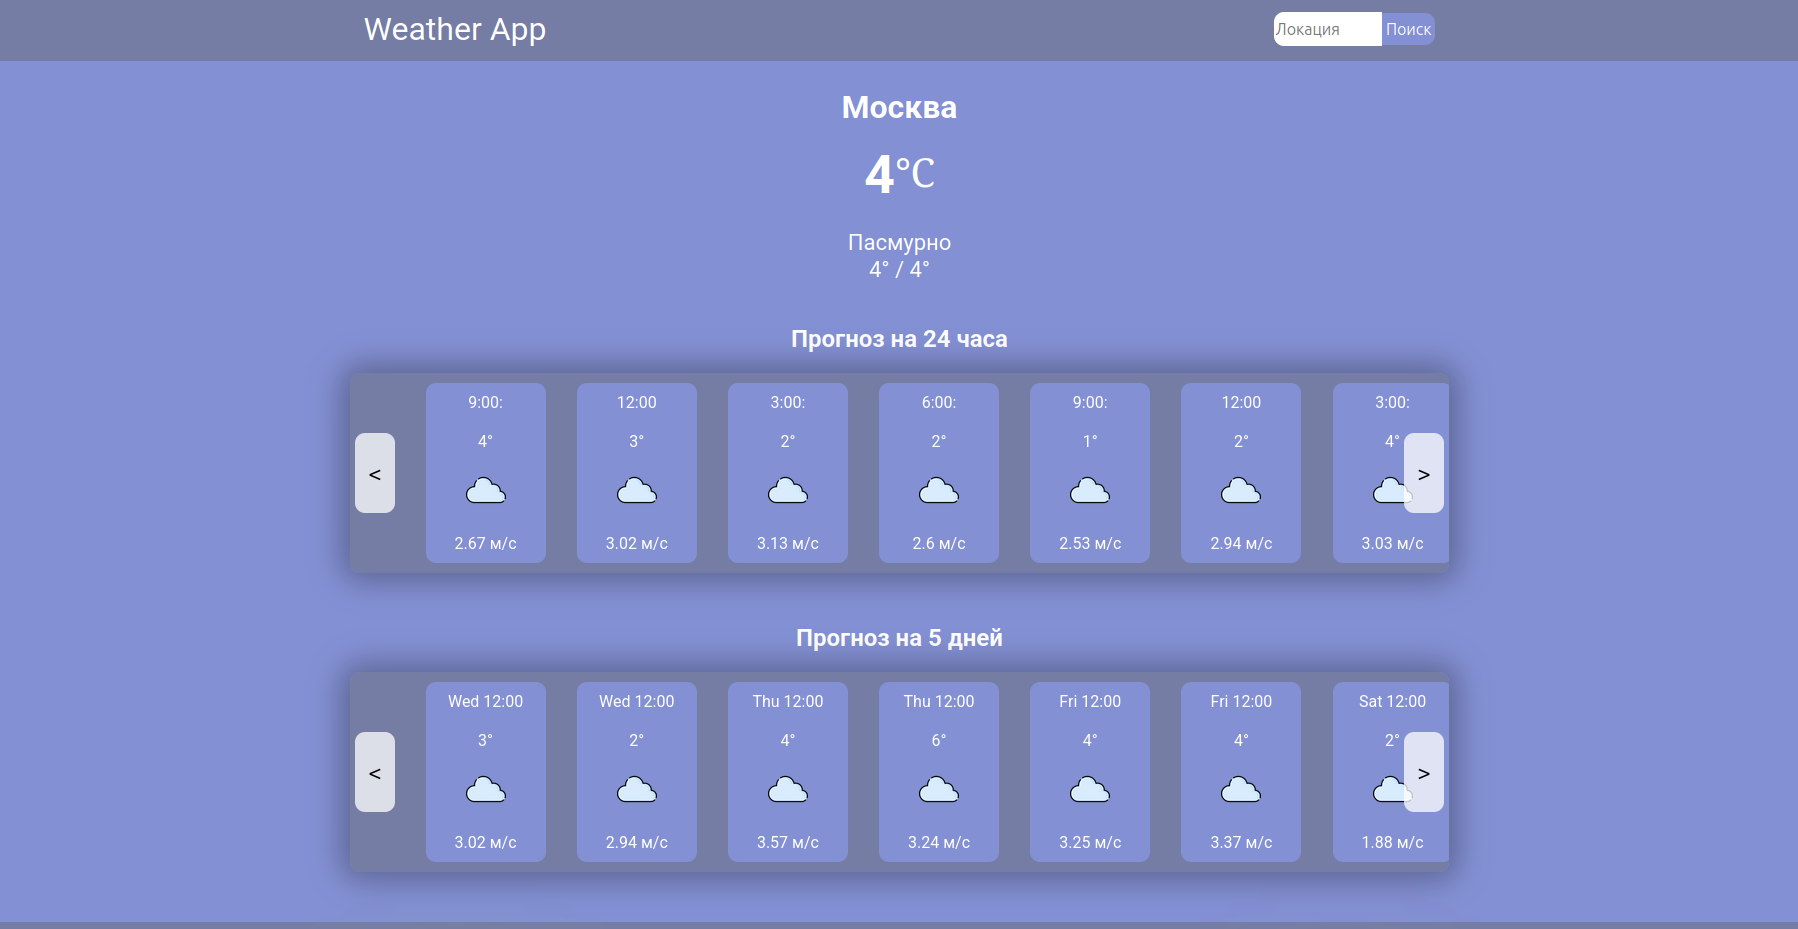 Weather App
Локация Поиск
Москва
4°C
Пасмурно
4° / 4°
Прогноз на 24 часа
9:00: 12:00 3:00: 6:00: 9:00: 12:00 3:00:
4° 3° 2° 2° 1° 2° 4°
< >
2.67 м/с 3.02 м/с 3.13 м/с 2.6 м/с 2.53 м/с 2.94 м/с 3.03 м/с
Прогноз на 5 дней
Wed 12:00 Wed 12:00 Thu 12:00 Thu 12:00 Fri 12:00 Fri 12:00 Sat 12:00
3° 2° 4° 6° 4° 4° 2°
< >
3.02 м/с 2.94 м/с 3.57 м/с 3.24 м/с 3.25 м/с 3.37 м/с 1.88 м/с